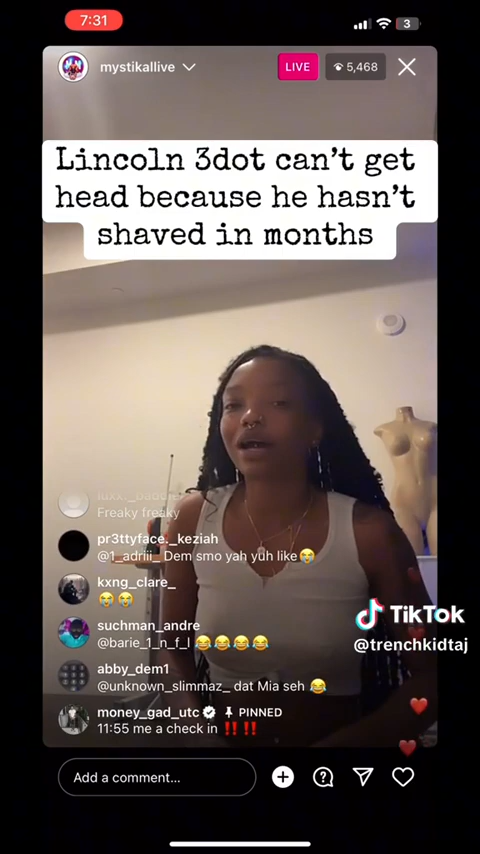 7:31
3
mystikallive
LIVE
5,468
Lincoln 3dot can’t get
head because he hasn’t
shaved in months
Freaky freaky
pr3ttyface._keziah
@1_adriii_ Dem smo yah yuh like😭
kxng_clare_
😭😭
suchman_andre
@barie_1_n_f_l 😂😂😂😂
abby_dem1
@unknown_slimmaz_ dat Mia seh 😂
money_gad_utc PINNED
11:55 me a check in ‼️‼️
TikTok
@trenchkidtaj
Add a comment...